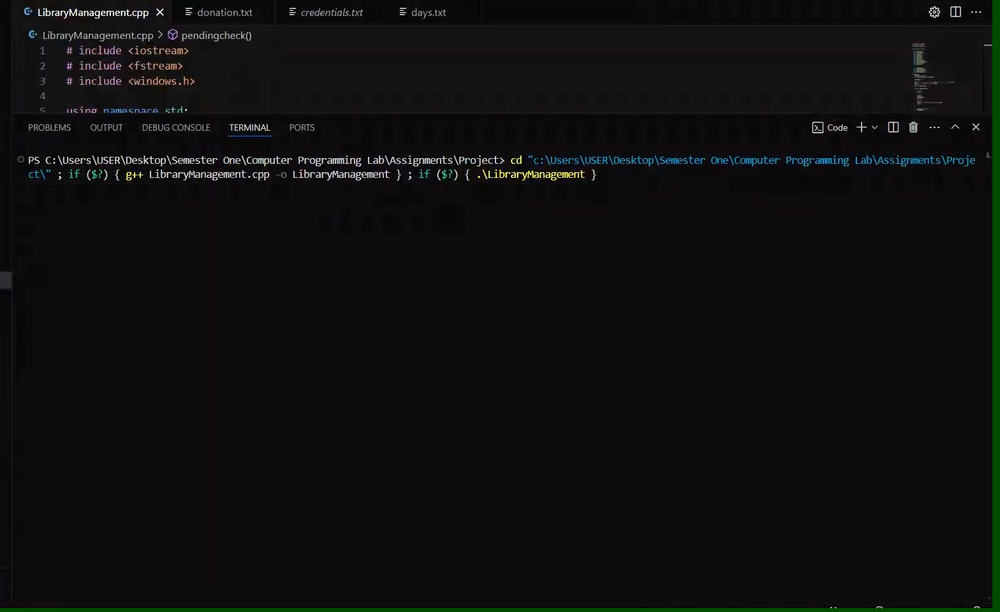 LibraryManagement.cpp donation.txt credentials.txt days.txt
LibraryManagement.cpp > pendingcheck()
1 # include <iostream>
2 # include <fstream>
3 # include <windows.h>
4
5 using namespace std;
PROBLEMS OUTPUT DEBUG CONSOLE TERMINAL PORTS Code
PS C:\Users\USER\Desktop\Semester One\Computer Programming Lab\Assignments\Project> cd "c:\Users\USER\Desktop\Semester One\Computer Programming Lab\Assignments\Proje
ct\" ; if ($?) { g++ LibraryManagement.cpp -o LibraryManagement } ; if ($?) { .\LibraryManagement }